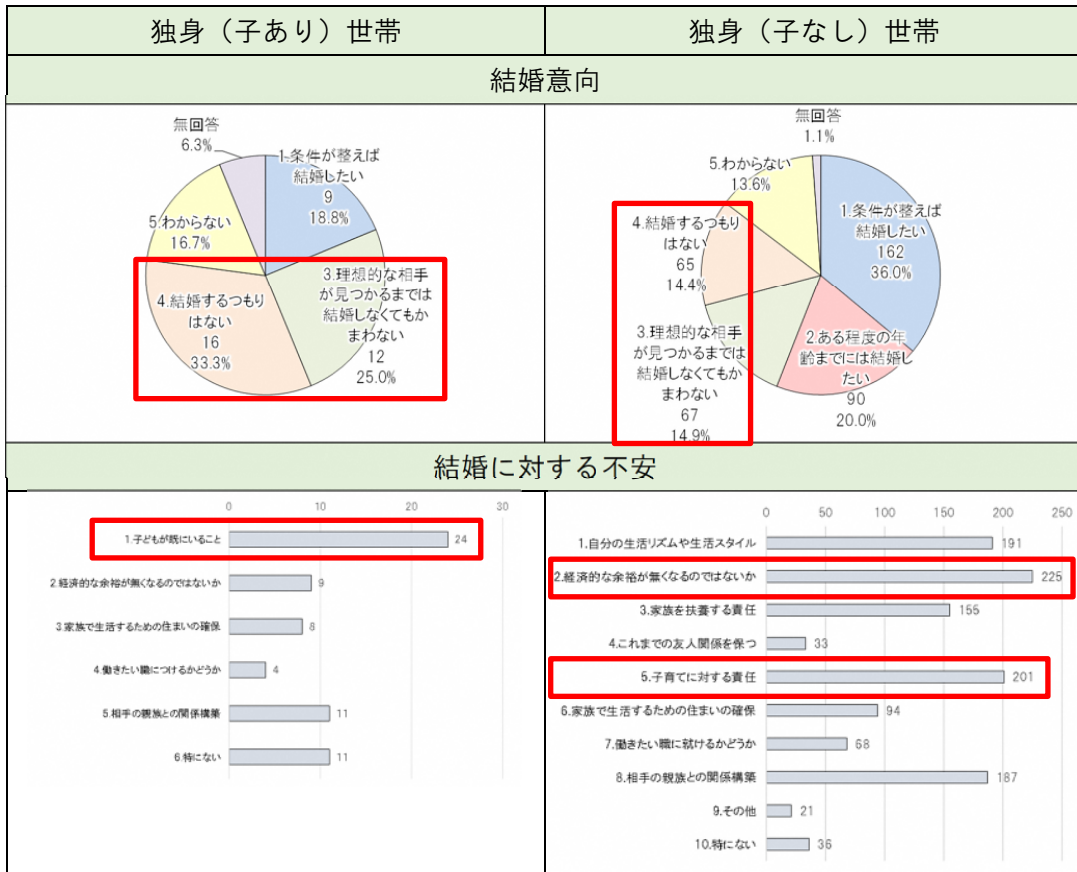 独身（子あり）世帯
独身（子なし）世帯
結婚意向
無回答
6.3%
1.条件が整えば
結婚したい
9
18.8%
5.わからない
16.7%
3.理想的な相手
が見つかるまでは
結婚しなくてもか
まわない
12
25.0%
4.結婚するつもり
はない
16
33.3%
無回答
1.1%
5.わからない
13.6%
1.条件が整えば
結婚したい
162
36.0%
4.結婚するつもり
はない
65
14.4%
3.理想的な相手
が見つかるまでは
結婚しなくてもか
まわない
67
14.9%
2.ある程度の年
齢までには結婚し
たい
90
20.0%
結婚に対する不安
0 10 20 30
1.子どもが既にいること 24
2.経済的な余裕が無くなるのではないか 9
3.家族で生活するための住まいの確保 8
4.働きたい職につけるかどうか 4
5.相手の親族との関係構築 11
6.特にない 11
0 50 100 150 200 250
1.自分の生活リズムや生活スタイル 191
2.経済的な余裕が無くなるのではないか 225
3.家族を扶養する責任 155
4.これまでの友人関係を保つ 33
5.子育てに対する責任 201
6.家族で生活するための住まいの確保 94
7.働きたい職に就けるかどうか 68
8.相手の親族との関係構築 187
9.その他 21
10.特にない 36